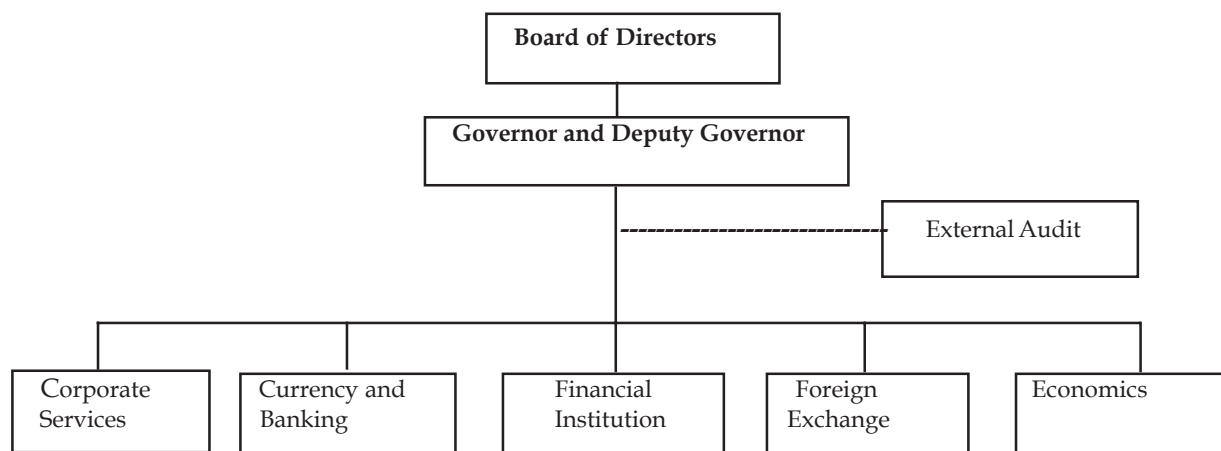 Board of Directors
Governor and Deputy Governor
External Audit
Corporate
Services
Currency and
Banking
Financial
Institution
Foreign
Exchange
Economics